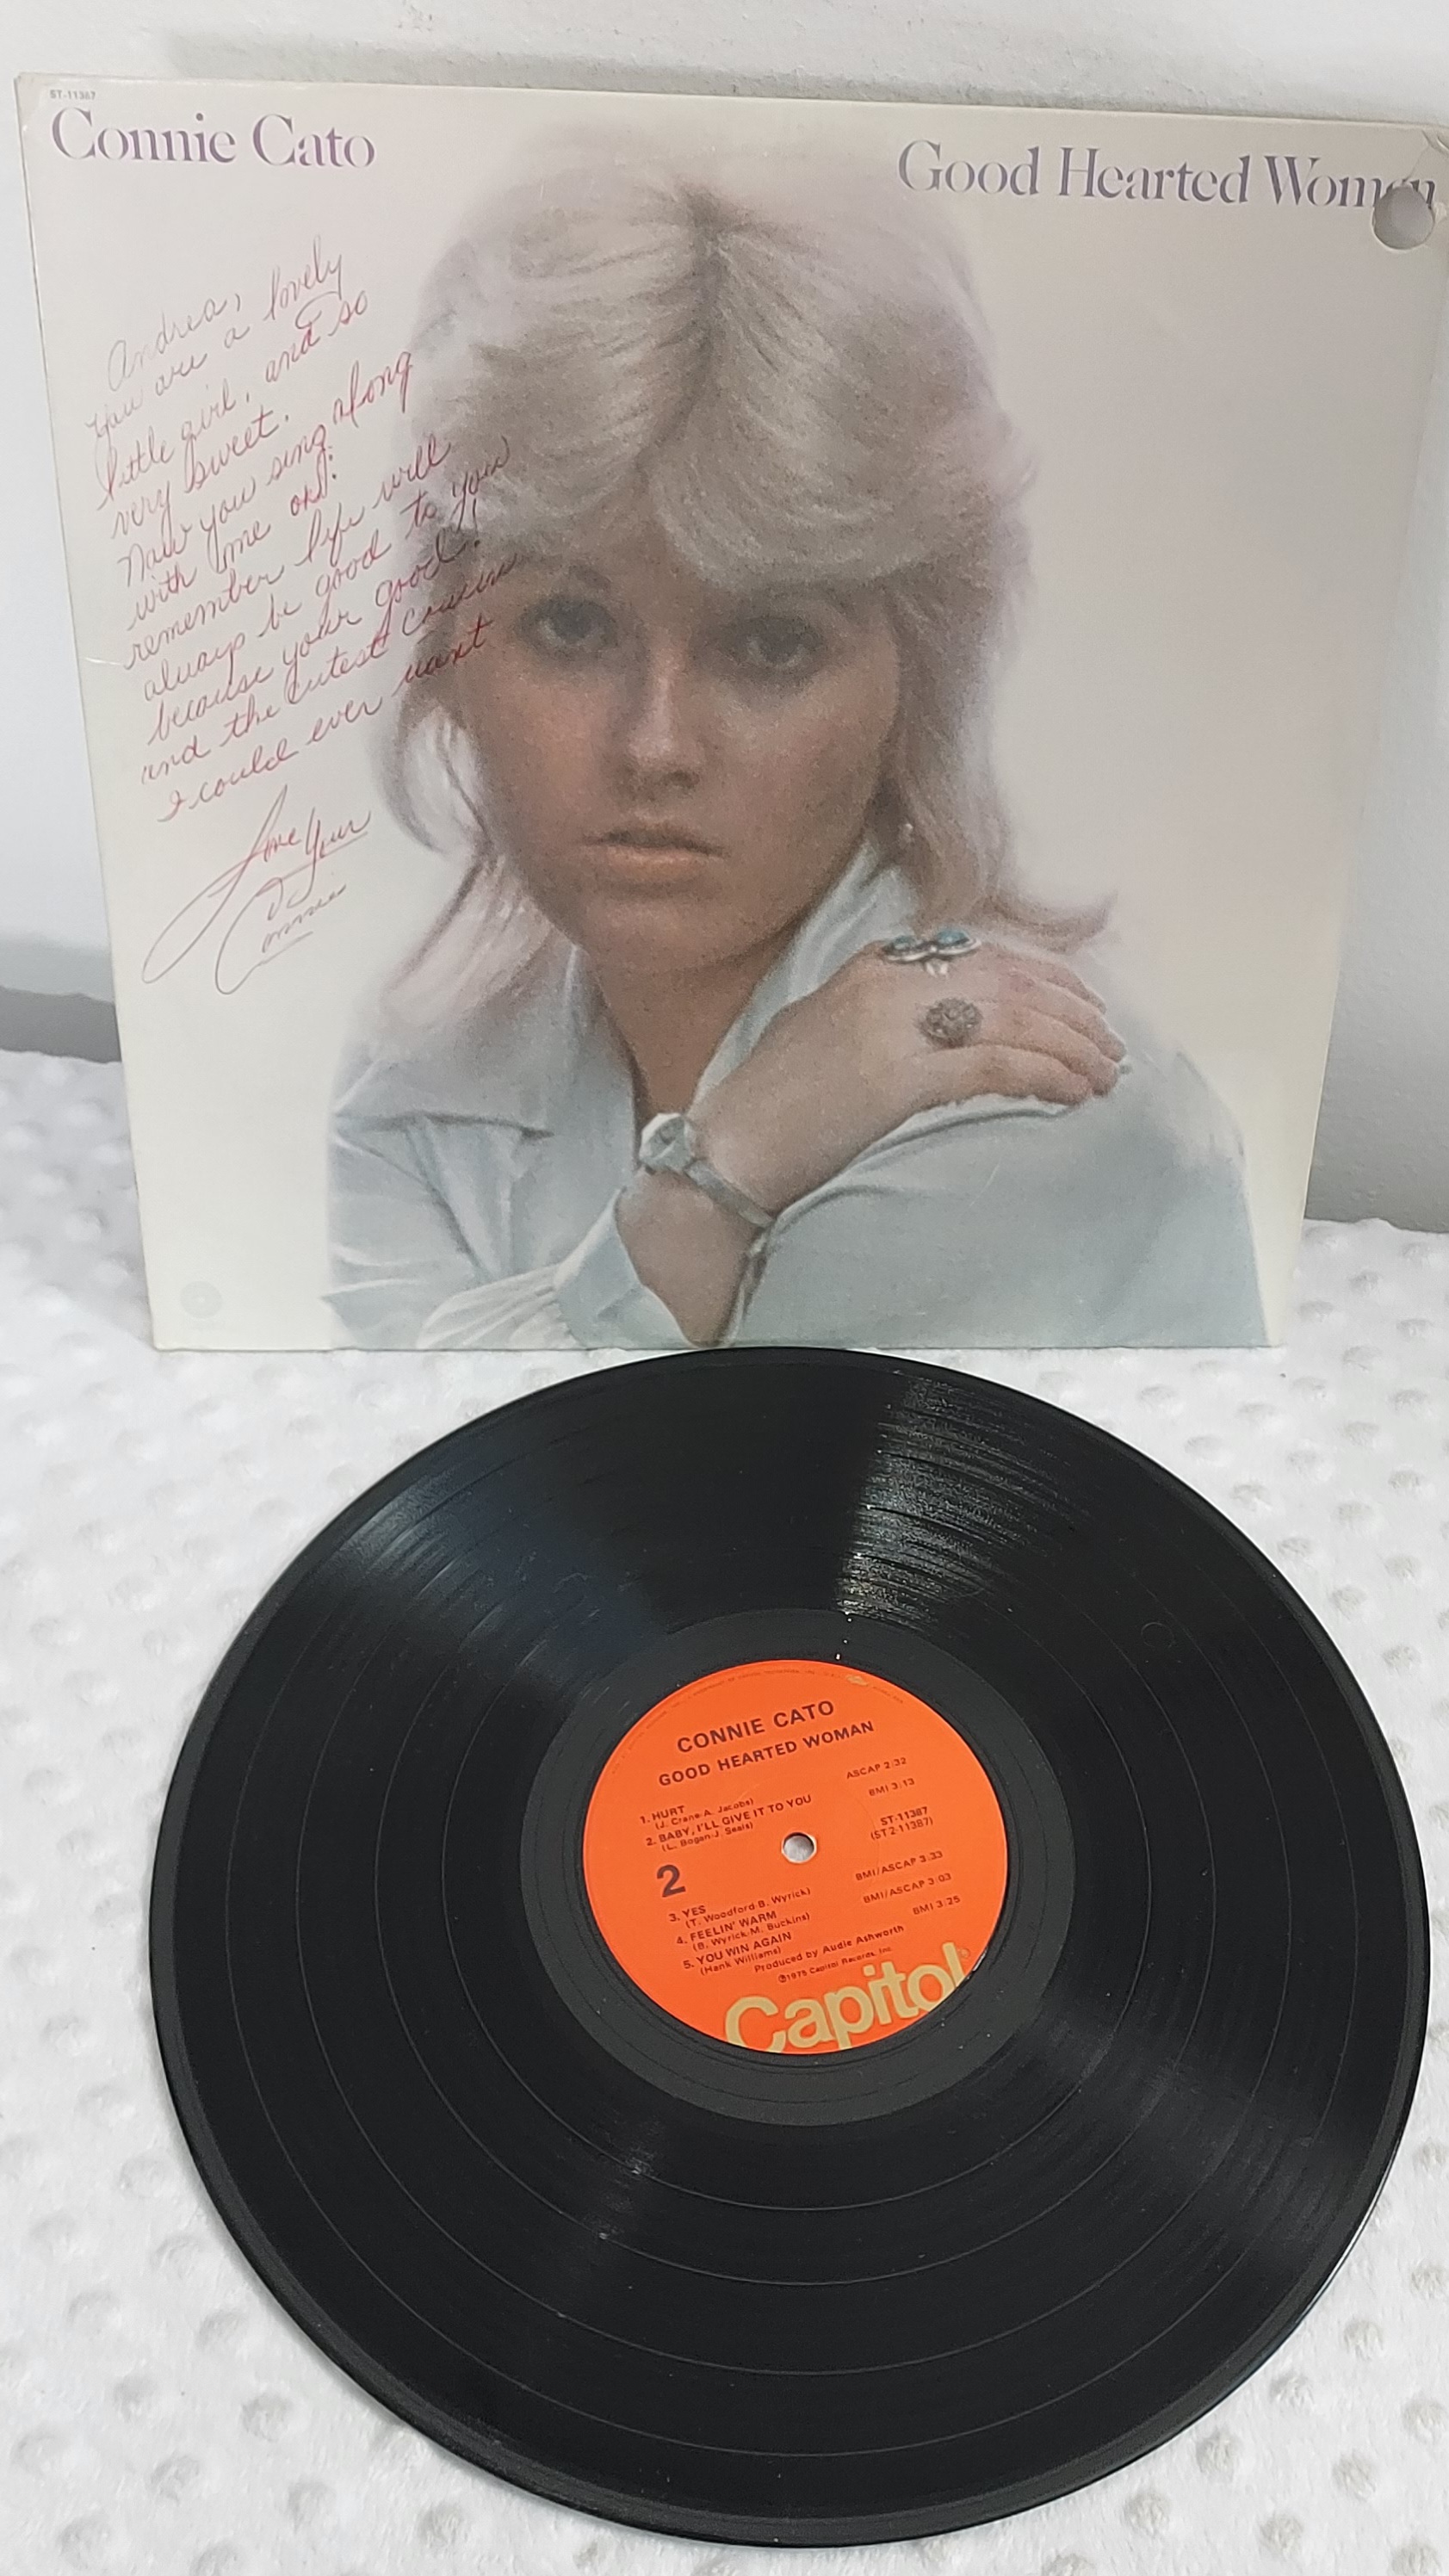 ST-11387
Connie Cato
Good Hearted Woman
Andrea,
you are a lovely
little girl, and so
very sweet.
Now you sing along
with me and:
remember life will
always be good to you
because your good!!
and the cutest cousin
I could ever want
Love Your
Connie
CONNIE CATO
GOOD HEARTED WOMAN
1. HURT ASCAP 2:32
(J. Crane-A. Jacobs)
2. BABY, I'LL GIVE IT TO YOU BMI 3:13
(L. Bogan-J. Seals)
ST-11387
(ST2-11387)
2
3. YES BMI/ASCAP 3:33
(T. Woodford-B. Wyrick)
4. FEELIN' WARM BMI/ASCAP 3:03
(B. Wyrick-M. Buckins)
5. YOU WIN AGAIN BMI 3:25
(Hank Williams)
Produced by Audie Ashworth
℗1975 Capitol Records, Inc.
Capitol®